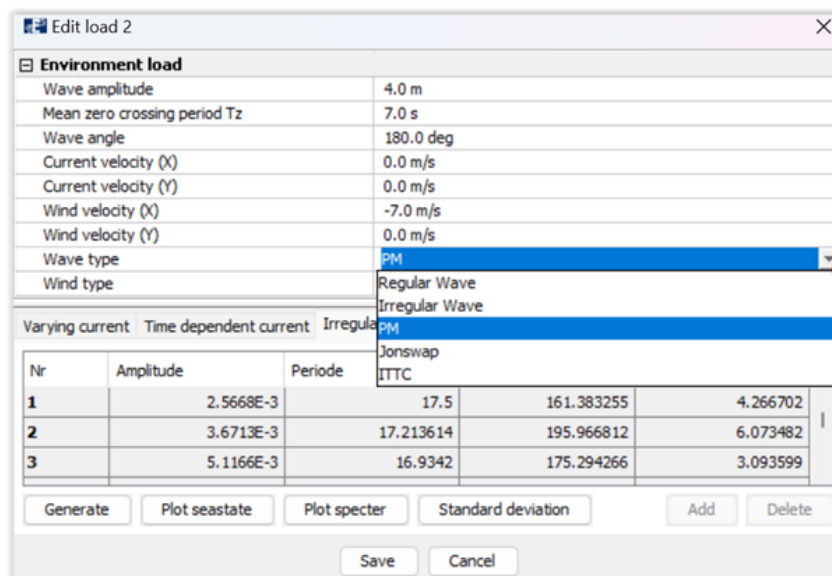 Edit load 2
Environment load
Wave amplitude 4.0 m
Mean zero crossing period Tz 7.0 s
Wave angle 180.0 deg
Current velocity (X) 0.0 m/s
Current velocity (Y) 0.0 m/s
Wind velocity (X) -7.0 m/s
Wind velocity (Y) 0.0 m/s
Wave type PM
Wind type
Regular Wave
Irregular Wave
PM
Jonswap
ITTC
Varying current Time dependent current Irregula
Nr Amplitude Periode
1 2.5668E-3 17.5 161.383255 4.266702
2 3.6713E-3 17.213614 195.966812 6.073482
3 5.1166E-3 16.9342 175.294266 3.093599
Generate Plot seastate Plot specter Standard deviation Add Delete
Save Cancel